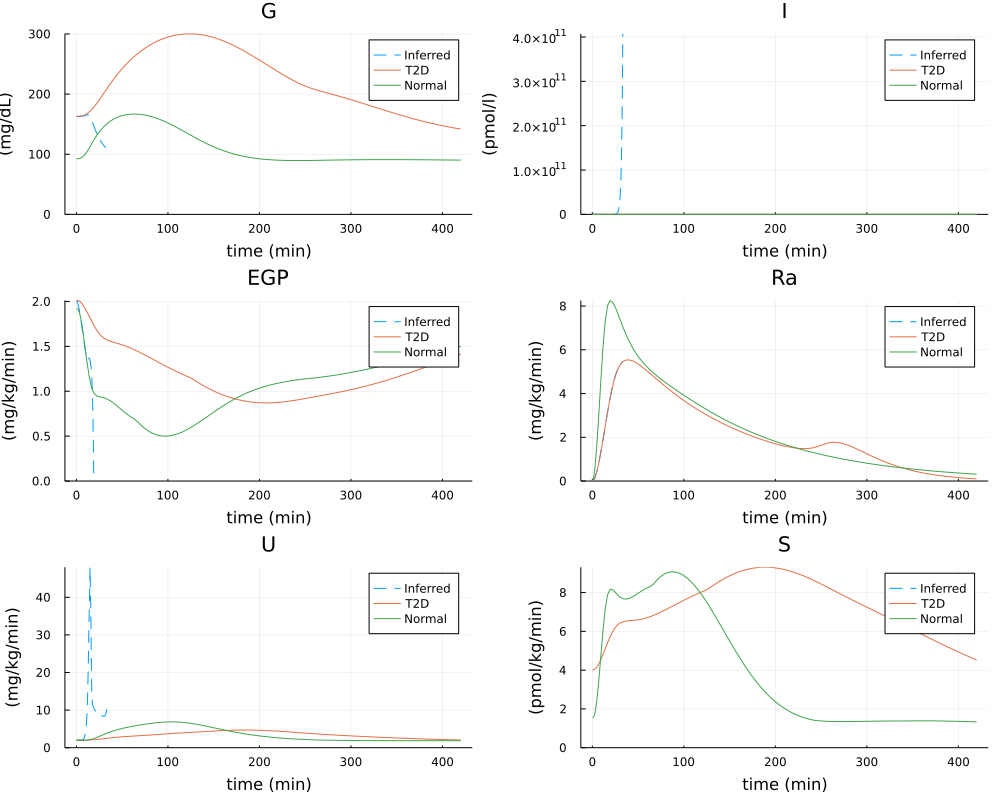 G
(mg/dL)
300
200
100
0
0 100 200 300 400
time (min)
Inferred
T2D
Normal
I
(pmol/l)
4.0×10¹¹
3.0×10¹¹
2.0×10¹¹
1.0×10¹¹
0
0 100 200 300 400
time (min)
Inferred
T2D
Normal
EGP
(mg/kg/min)
2.0
1.5
1.0
0.5
0.0
0 100 200 300 400
time (min)
Inferred
T2D
Normal
Ra
(mg/kg/min)
8
6
4
2
0
0 100 200 300 400
time (min)
Inferred
T2D
Normal
U
(mg/kg/min)
40
30
20
10
0
0 100 200 300 400
time (min)
Inferred
T2D
Normal
S
(pmol/kg/min)
8
6
4
2
0
0 100 200 300 400
time (min)
Inferred
T2D
Normal